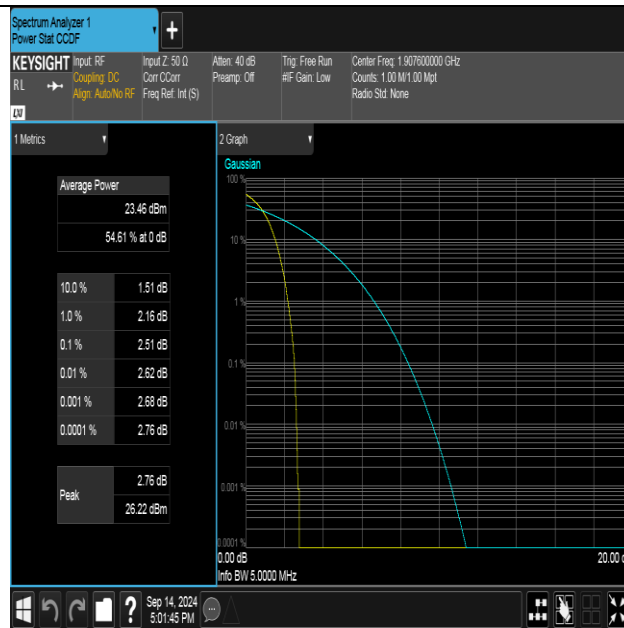 Spectrum Analyzer 1
Power Stat CCDF
+
KEYSIGHT
RL
LXI
Input: RF
Coupling: DC
Align: Auto/No RF
Input Z: 50 Ω
Corr CCorr
Freq Ref: Int (S)
Atten: 40 dB
Preamp: Off
Trig: Free Run
#IF Gain: Low
Center Freq: 1.907600000 GHz
Counts: 1.00 M/1.00 Mpt
Radio Std: None
1 Metrics
Average Power
23.46 dBm
54.61 % at 0 dB
10.0 % 1.51 dB
1.0 % 2.16 dB
0.1 % 2.51 dB
0.01 % 2.62 dB
0.001 % 2.68 dB
0.0001 % 2.76 dB
Peak
2.76 dB
26.22 dBm
2 Graph
Gaussian
100 %
10 %
1 %
0.1 %
0.01 %
0.001 %
0.0001 %
0.00 dB
20.00
Info BW 5.0000 MHz
?
Sep 14, 2024
5:01:45 PM